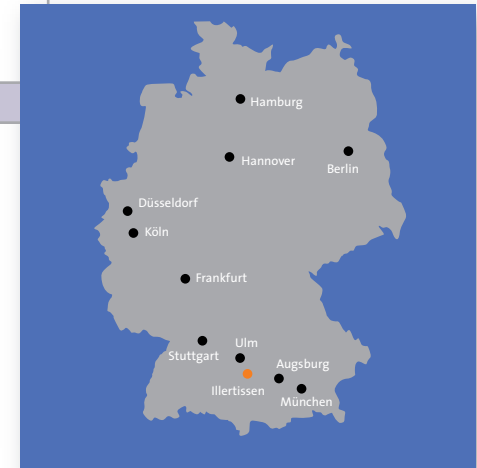 Hamburg
Hannover
Berlin
Düsseldorf
Köln
Frankfurt
Stuttgart
Ulm
Augsburg
Illertissen
München